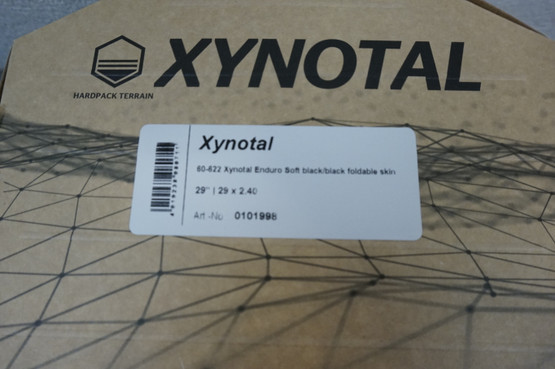 XYNOTAL
HARDPACK TERRAIN
Xynotal
60-622 Xynotal Enduro Soft black/black foldable skin
29" | 29 x 2.40
Art.-No. 0101998